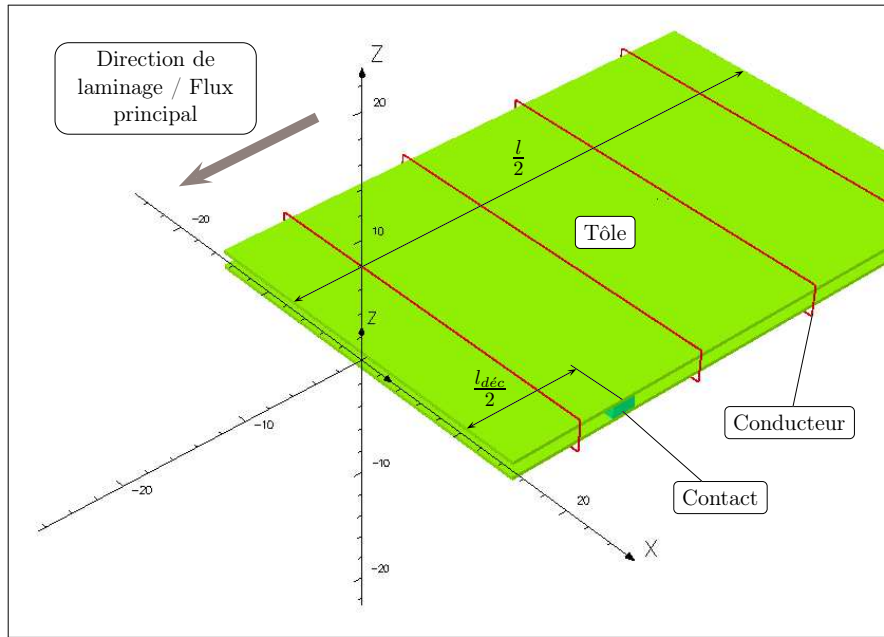 Direction de
laminage / Flux
principal
Z
20
10
-20
l/2
Tôle
Z
l_déc/2
-10
-20
Conducteur
Contact
-10
20
X
-20